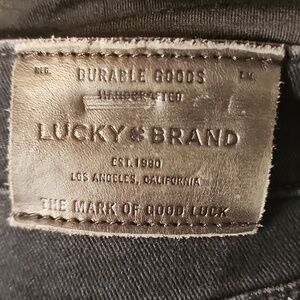 REG. DURABLE GOODS T.M.
HANDCRAFTED
LUCKY BRAND
EST. 1990
LOS ANGELES, CALIFORNIA
THE MARK OF GOOD LUCK